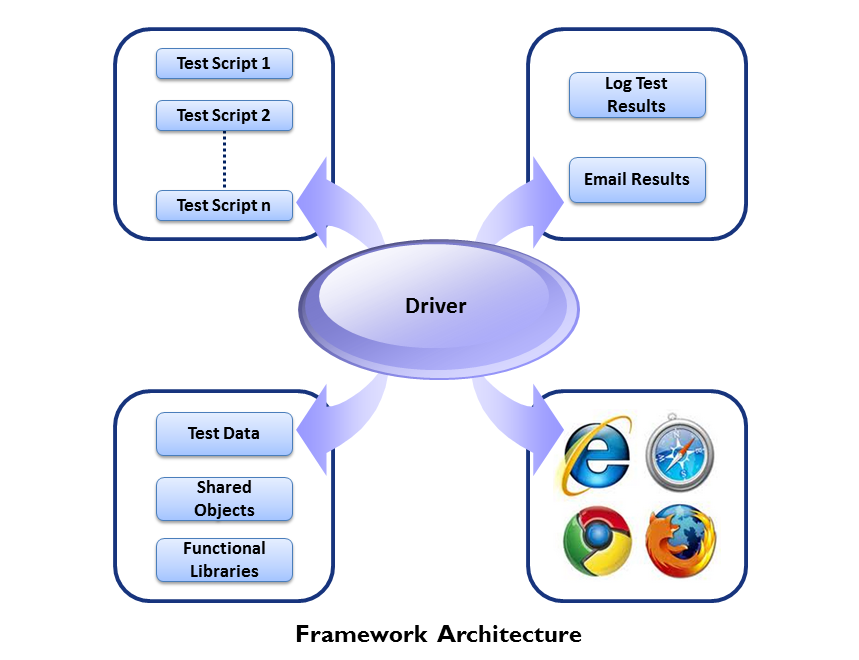 Test Script 1
Test Script 2
Test Script n
Log Test
Results
Email Results
Driver
Test Data
Shared
Objects
Functional
Libraries
N
W
E
S
Framework Architecture